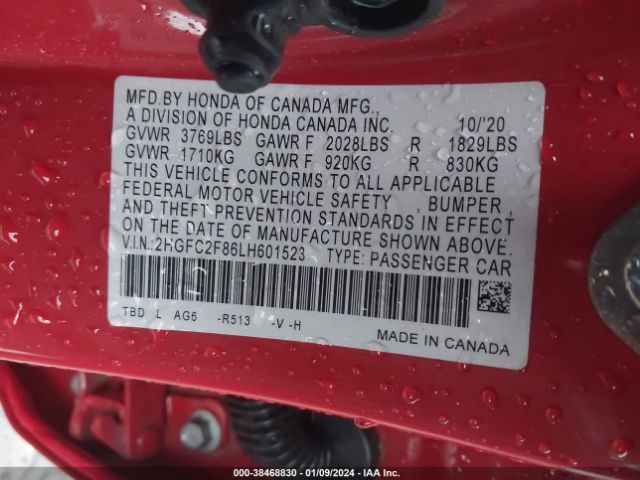 MFD.BY HONDA OF CANADA MFG.,
A DIVISION OF HONDA CANADA INC. 10/'20
GVWR 3769LBS GAWR F 2028LBS R 1829LBS
GVWR 1710KG GAWR F 920KG R 830KG
THIS VEHICLE CONFORMS TO ALL APPLICABLE
FEDERAL MOTOR VEHICLE SAFETY , BUMPER ,
AND THEFT PREVENTION STANDARDS IN EFFECT
ON THE DATE OF MANUFACTURE SHOWN ABOVE.
V.I.N.: 2HGFC2F86LH601523 TYPE: PASSENGER CAR
TBD L AG6 -R513 -V -H
MADE IN CANADA
000-38468830 - 01/09/2024 - IAA Inc.